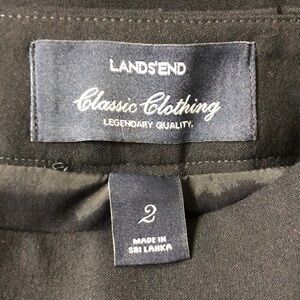 LANDS'END
Classic Clothing
LEGENDARY QUALITY.
2
MADE IN
SRI LANKA